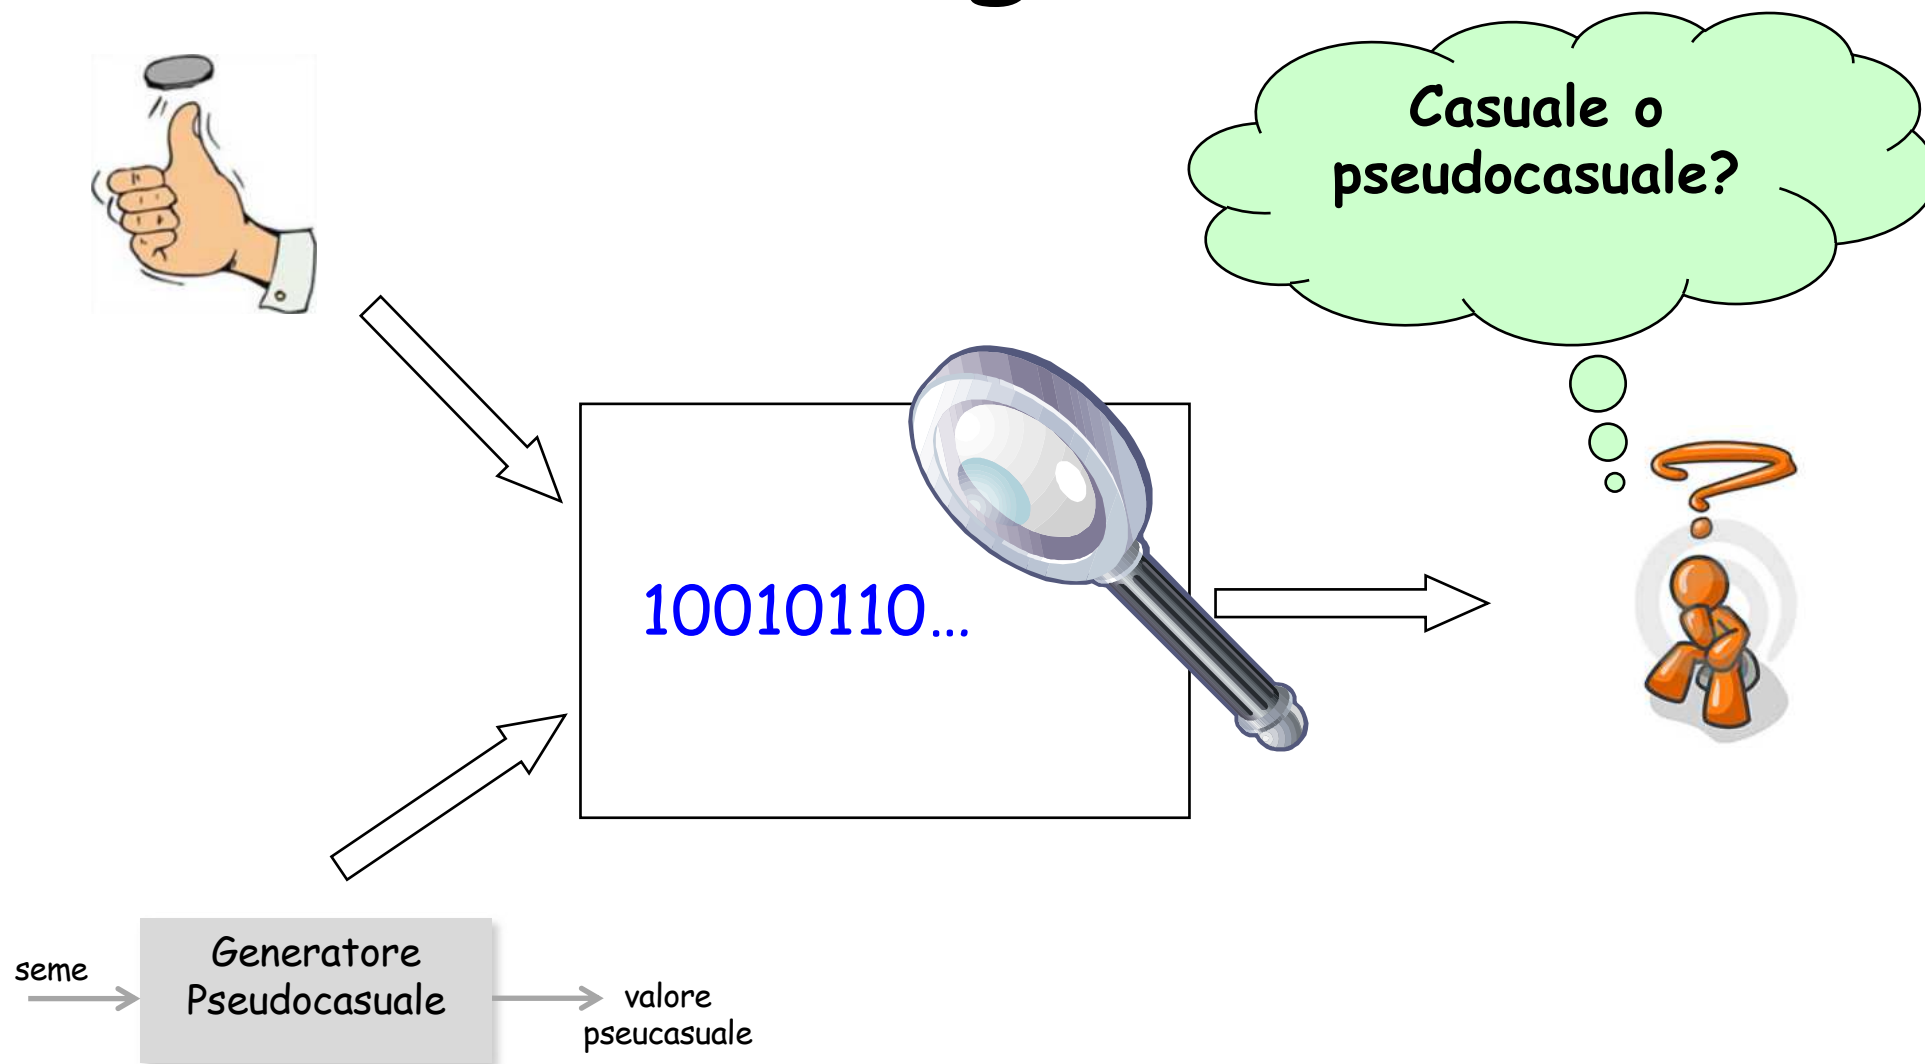 Casuale o
pseudocasuale?
10010110...
seme
Generatore
Pseudocasuale
valore
pseucasuale